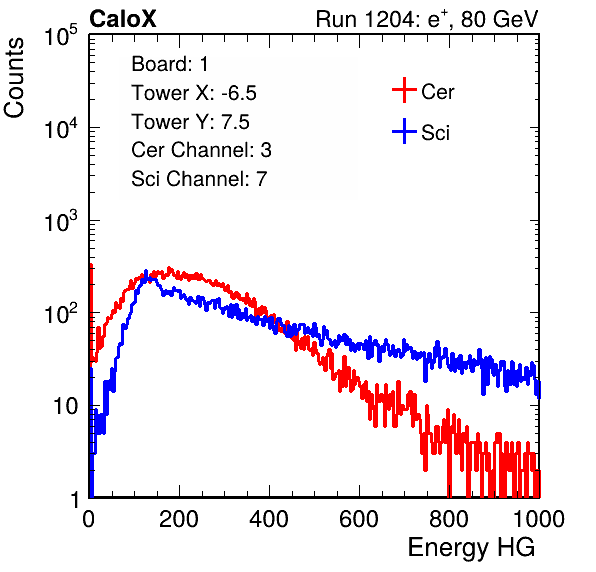 CaloX Run 1204: e⁺, 80 GeV
Counts
Board: 1
Tower X: -6.5
Tower Y: 7.5
Cer Channel: 3
Sci Channel: 7
Cer
Sci
10⁵
10⁴
10³
10²
10
1
0 200 400 600 800 1000
Energy HG